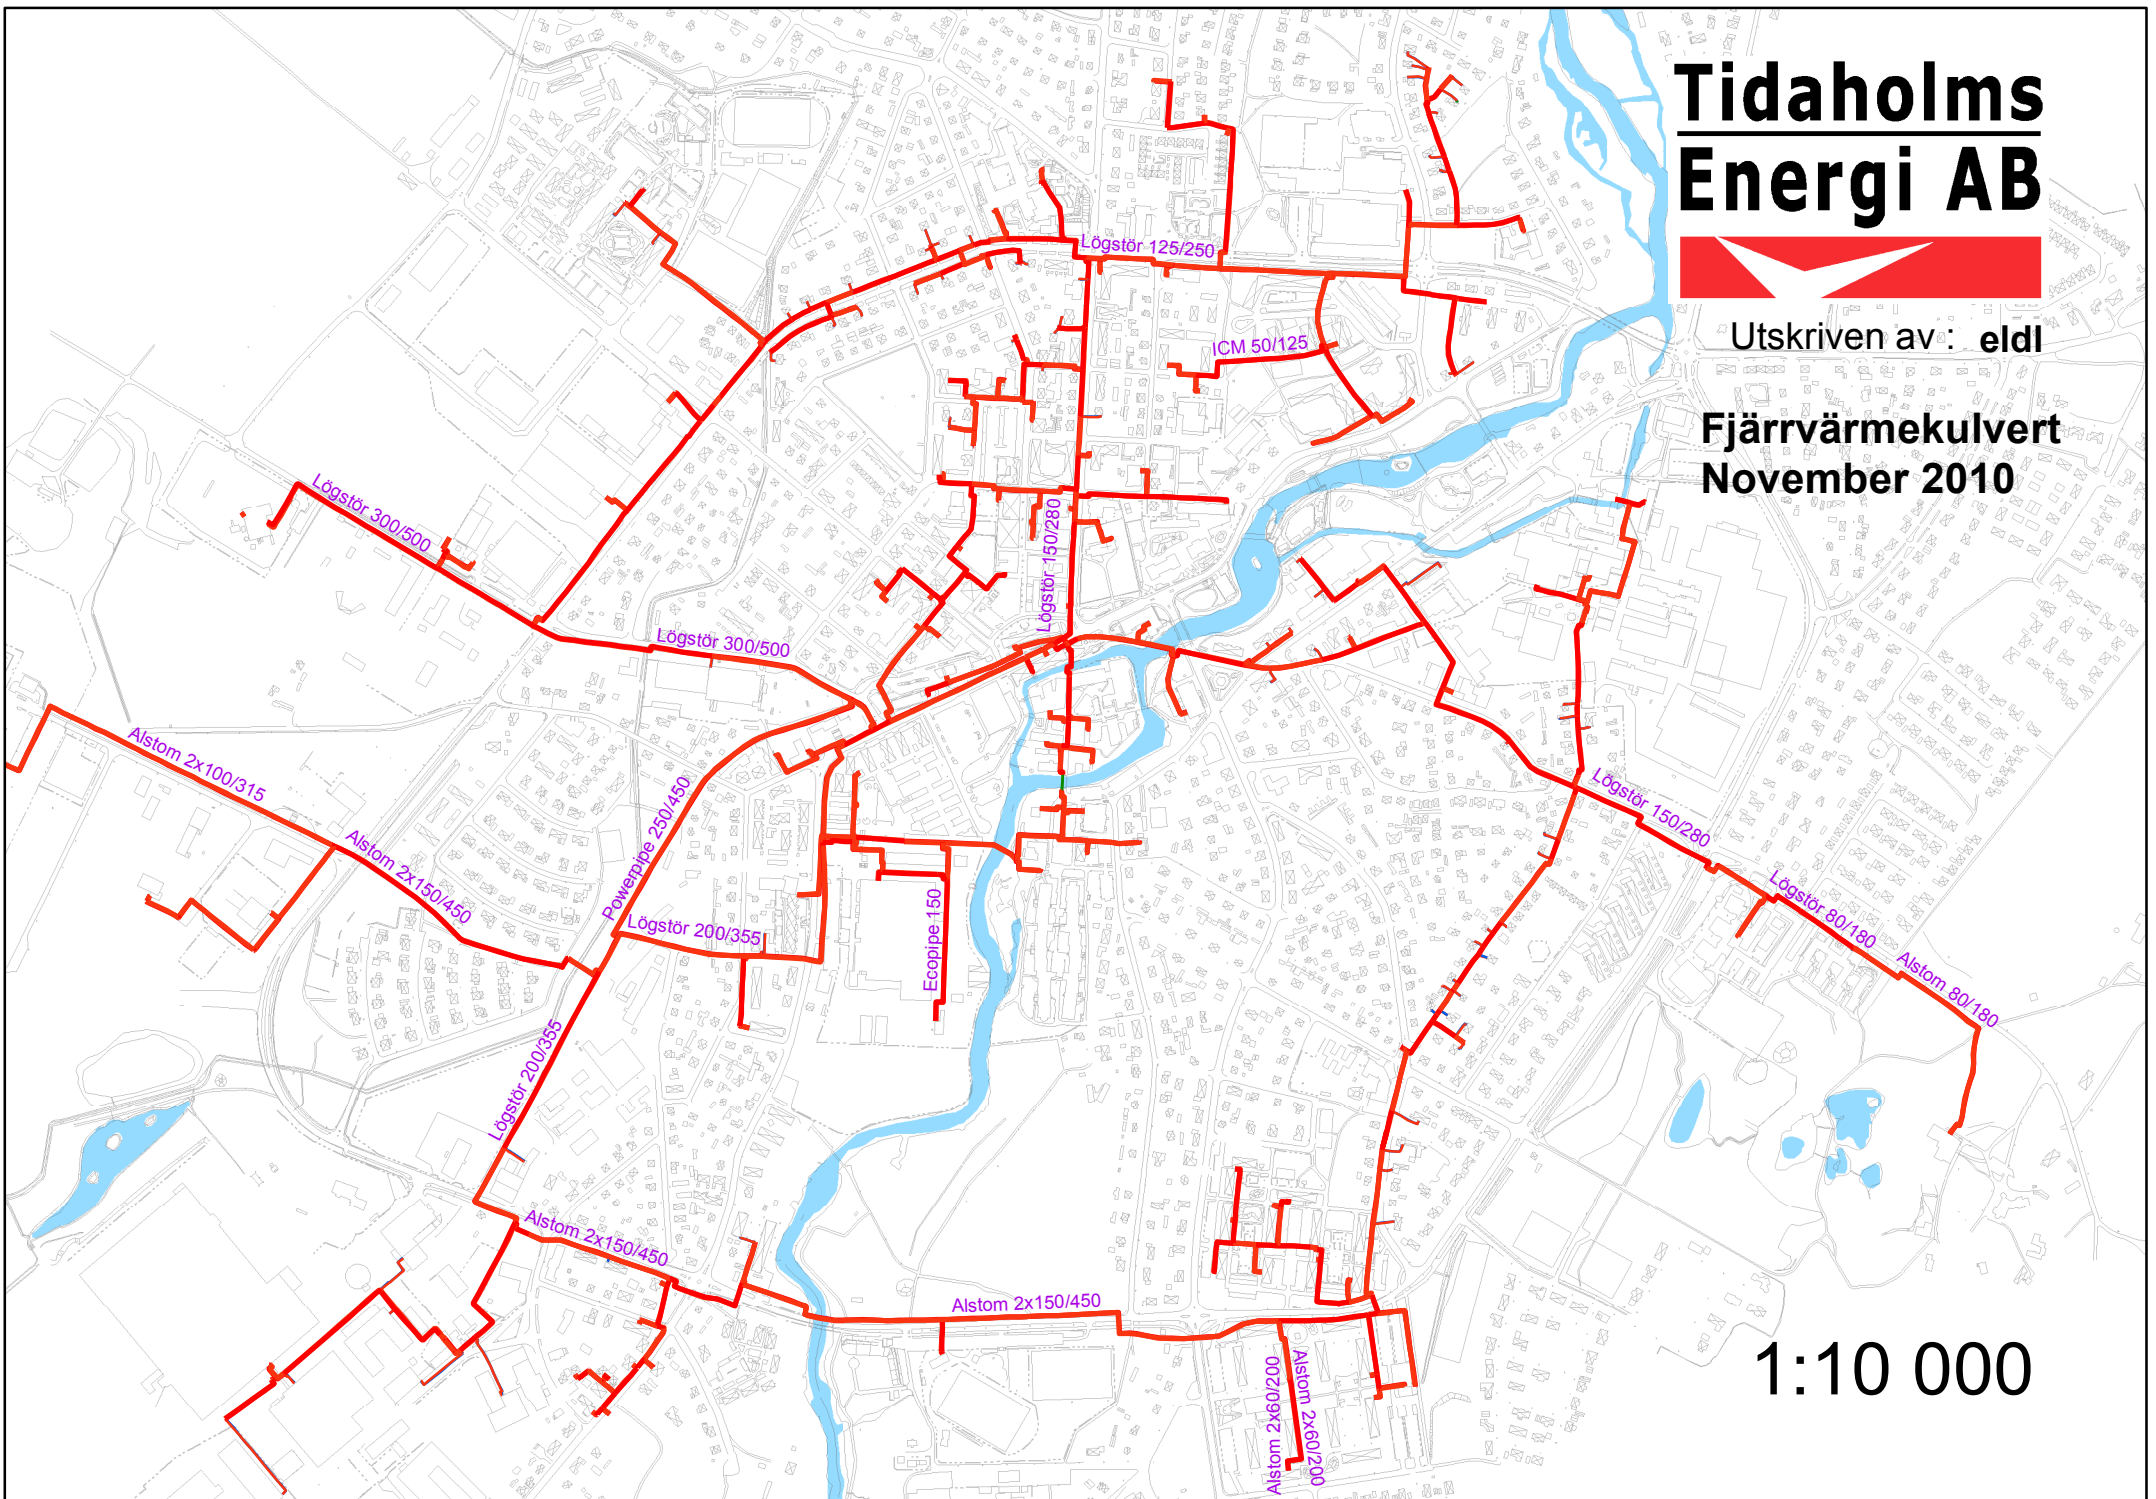 Tidaholms
Energi AB
Utskriven av : eldl
Fjärrvärmekulvert
November 2010
Lögstör 125/250
ICM 50/125
Lögstör 300/500
Lögstör 150/280
Lögstör 300/500
Alstom 2x100/315
Alstom 2x150/450
Powerpipe 250/450
Lögstör 200/355
Ecopipe 150
Lögstör 150/280
Lögstör 80/180
Alstom 80/180
Lögstör 200/355
Alstom 2x150/450
Alstom 2x150/450
Alstom 2x60/200
Alstom 2x60/200
1:10 000